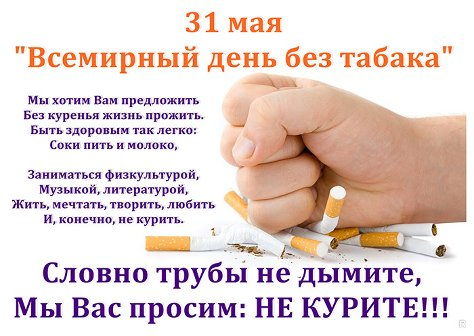 31 мая
"Всемирный день без табака"
Мы хотим Вам предложить
Без куренья жизнь прожить.
Быть здоровым так легко:
Соки пить и молоко,
Заниматься физкультурой,
Музыкой, литературой,
Жить, мечтать, творить, любить
И, конечно, не курить.
Словно трубы не дымите,
Мы Вас просим: НЕ КУРИТЕ!!!